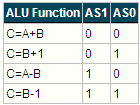 ALU Function AS1 AS0
C=A+B 0 0
C=B+1 0 1
C=A-B 1 0
C=B-1 1 1